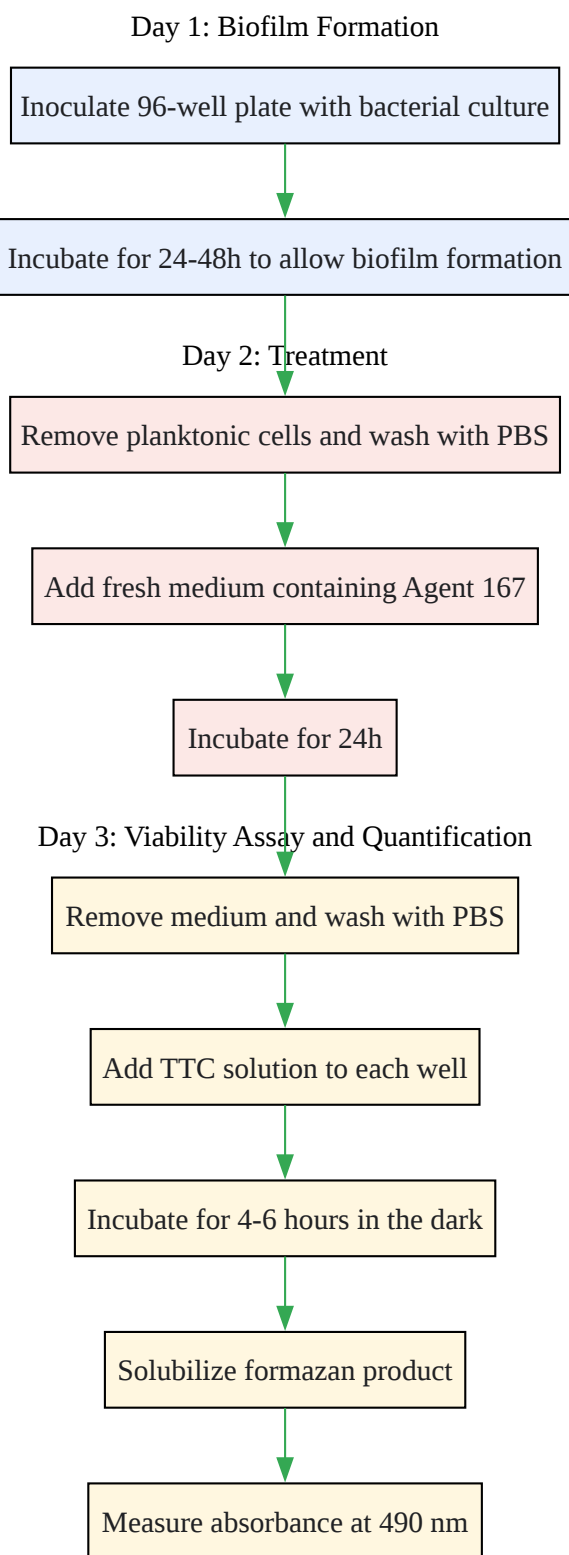 Day 1: Biofilm Formation
Inoculate 96-well plate with bacterial culture
Incubate for 24-48h to allow biofilm formation
Day 2: Treatment
Remove planktonic cells and wash with PBS
Add fresh medium containing Agent 167
Incubate for 24h
Day 3: Viability Assay and Quantification
Remove medium and wash with PBS
Add TTC solution to each well
Incubate for 4-6 hours in the dark
Solubilize formazan product
Measure absorbance at 490 nm